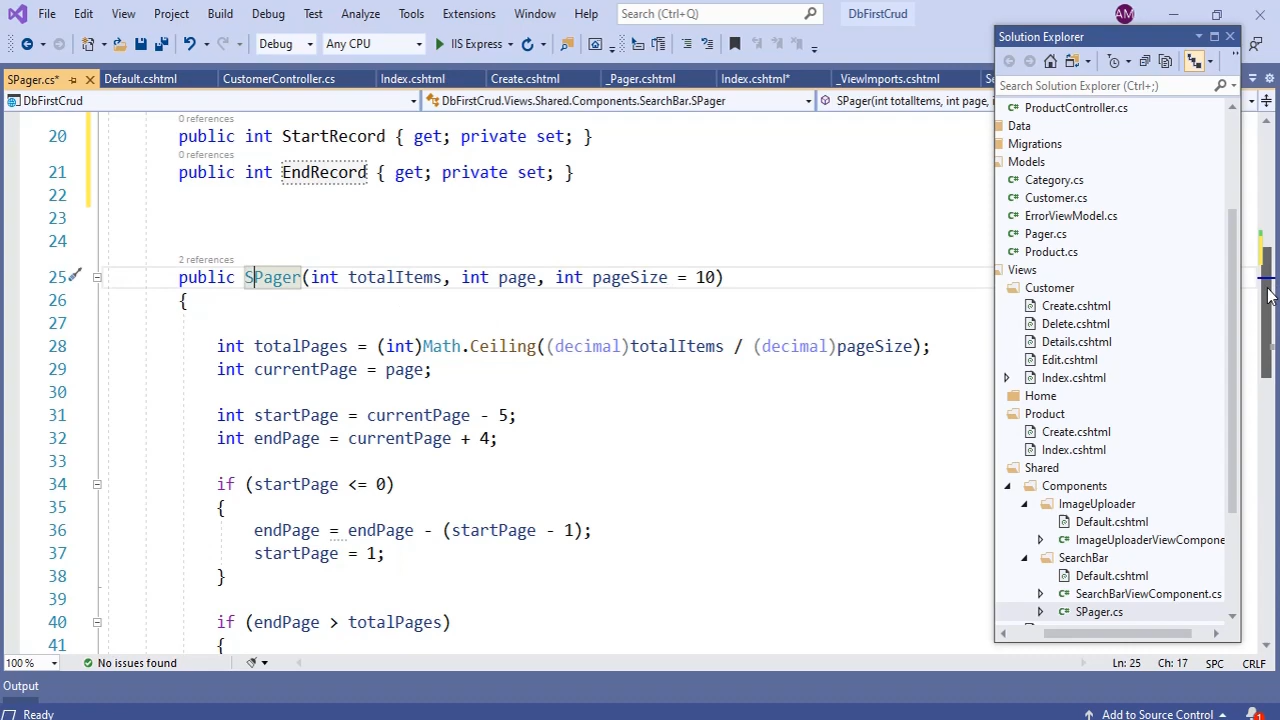 File Edit View Project Build Debug Test Analyze Tools Extensions Window Help Search (Ctrl+Q) DbFirstCrud AM
Debug Any CPU IIS Express
SPager.cs* Default.cshtml CustomerController.cs Index.cshtml Create.cshtml _Pager.cshtml Index.cshtml* _ViewImports.cshtml
DbFirstCrud DbFirstCrud.Views.Shared.Components.SearchBar.SPager SPager(int totalItems, int page, i
0 references
20 public int StartRecord { get; private set; }
0 references
21 public int EndRecord { get; private set; }
22
23
24
2 references
25 public SPager(int totalItems, int page, int pageSize = 10)
26 {
27
28 int totalPages = (int)Math.Ceiling((decimal)totalItems / (decimal)pageSize);
29 int currentPage = page;
30
31 int startPage = currentPage - 5;
32 int endPage = currentPage + 4;
33
34 if (startPage <= 0)
35 {
36 endPage = endPage - (startPage - 1);
37 startPage = 1;
38 }
39
40 if (endPage > totalPages)
41 {
100 % No issues found Ln: 25 Ch: 17 SPC CRLF
Output
Ready Add to Source Control 1
Solution Explorer
Search Solution Explorer (Ctrl+;)
ProductController.cs
Data
Migrations
Models
Category.cs
Customer.cs
ErrorViewModel.cs
Pager.cs
Product.cs
Views
Customer
Create.cshtml
Delete.cshtml
Details.cshtml
Edit.cshtml
Index.cshtml
Home
Product
Create.cshtml
Index.cshtml
Shared
Components
ImageUploader
Default.cshtml
ImageUploaderViewCompone
SearchBar
Default.cshtml
SearchBarViewComponent.cs
SPager.cs